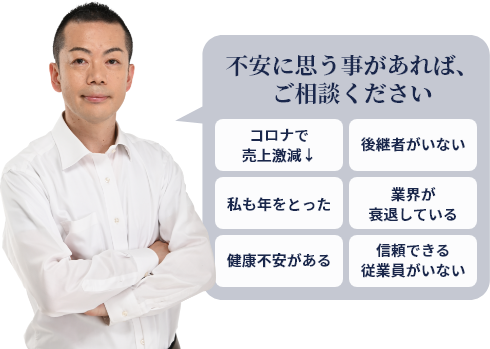 不安に思う事があれば、
ご相談ください
コロナで
売上激減↓
後継者がいない
私も年をとった
業界が
衰退している
健康不安がある
信頼できる
従業員がいない